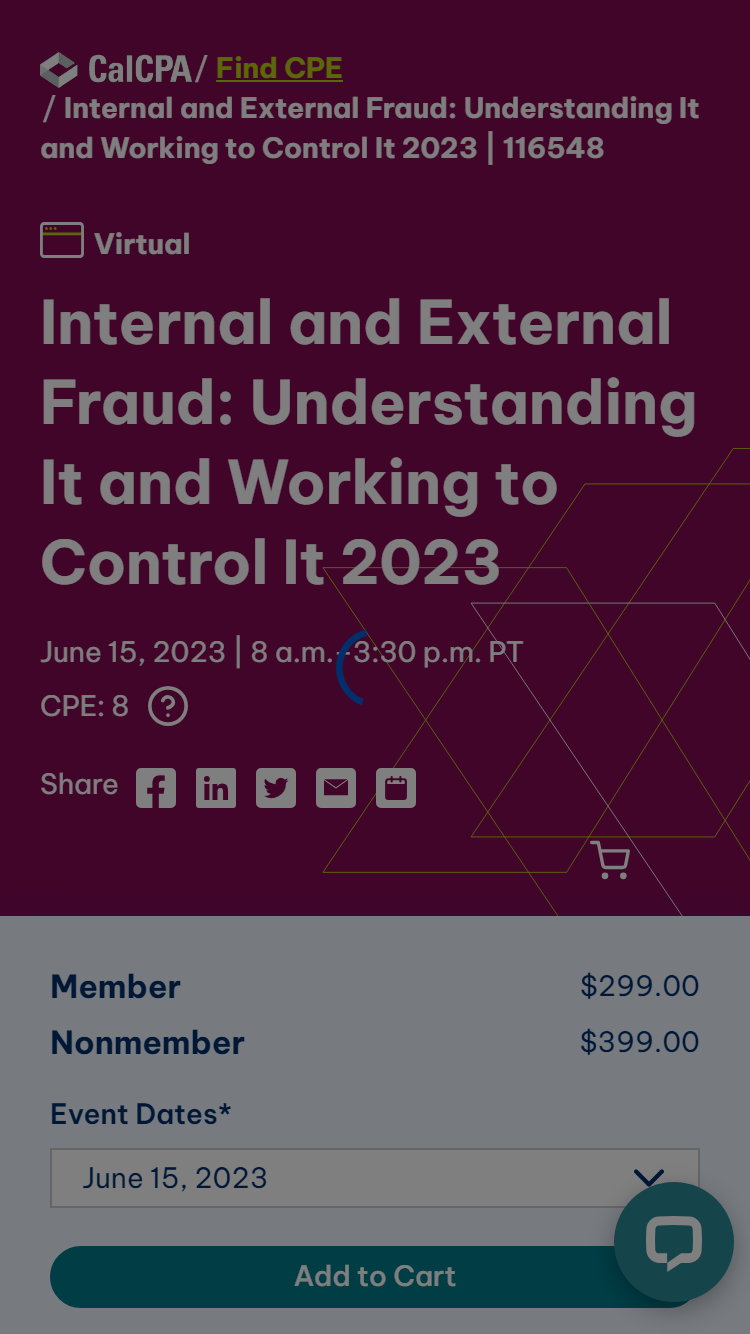 CalCPA/ Find CPE
/ Internal and External Fraud: Understanding It
and Working to Control It 2023 | 116548
Virtual
Internal and External
Fraud: Understanding
It and Working to
Control It 2023
June 15, 2023 | 8 a.m.–3:30 p.m. PT
CPE: 8
Share
Member $299.00
Nonmember $399.00
Event Dates*
June 15, 2023
Add to Cart